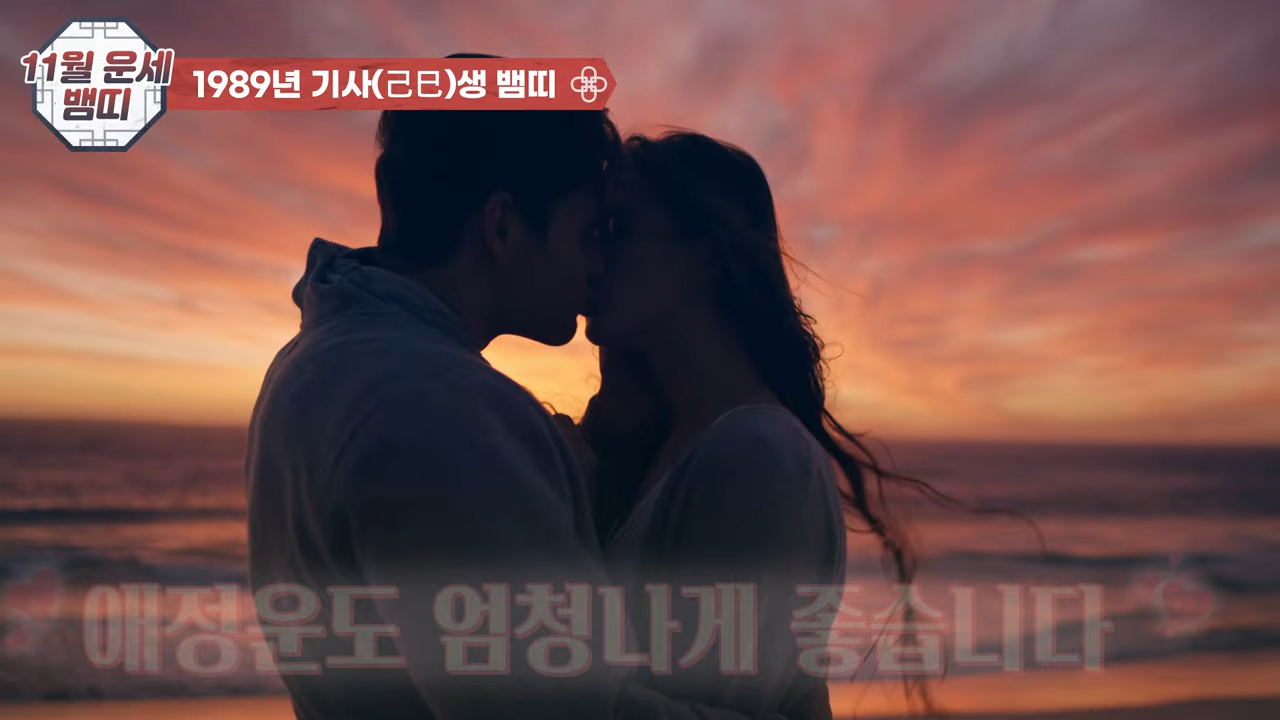 11월 운세
뱀띠
1989년 기사(己巳)생 뱀띠
애정운도 엄청나게 좋습니다